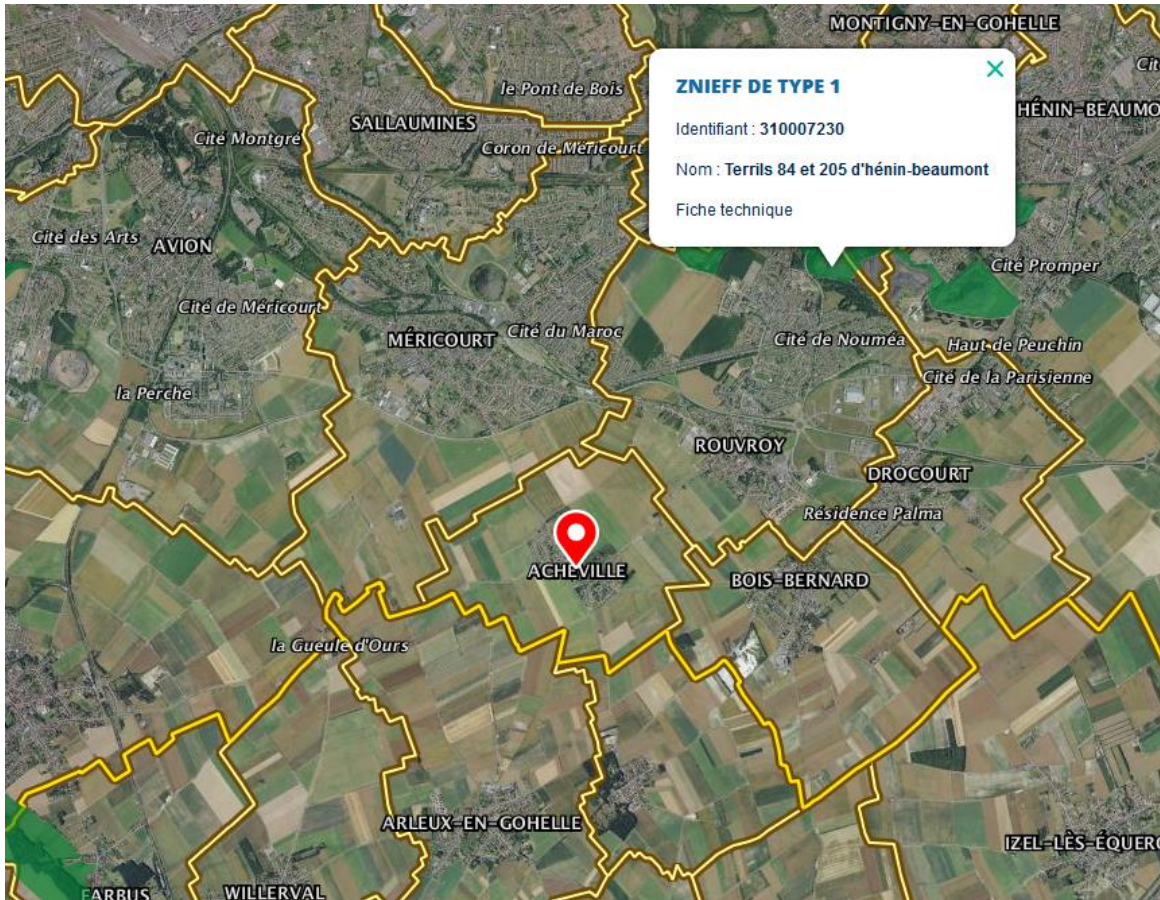 MONTIGNY-EN-GOHELLE
Cit
le Pont de Bois
ZNIEFF DE TYPE 1
Identifiant : 310007230
Nom : Terrils 84 et 205 d'hénin-beaumont
Fiche technique
HÉNIN-BEAUMO
SALLAUMINES
Cité Montgré
Coron de Méricourt
Cité des Arts
AVION
Cité Promper
Cité de Méricourt
MÉRICOURT
Cité du Maroc
Cité de Nouméa
Haut de Peuchin
Cité de la Parisienne
la Perche
ROUVROY
DROCOURT
Résidence Palma
ACHEVILLE
BOIS-BERNARD
la Gueule d'Ours
ARLEUX-EN-GOHELLE
IZEL-LÈS-ÉQUERC
FARBUS
WILLERVAL